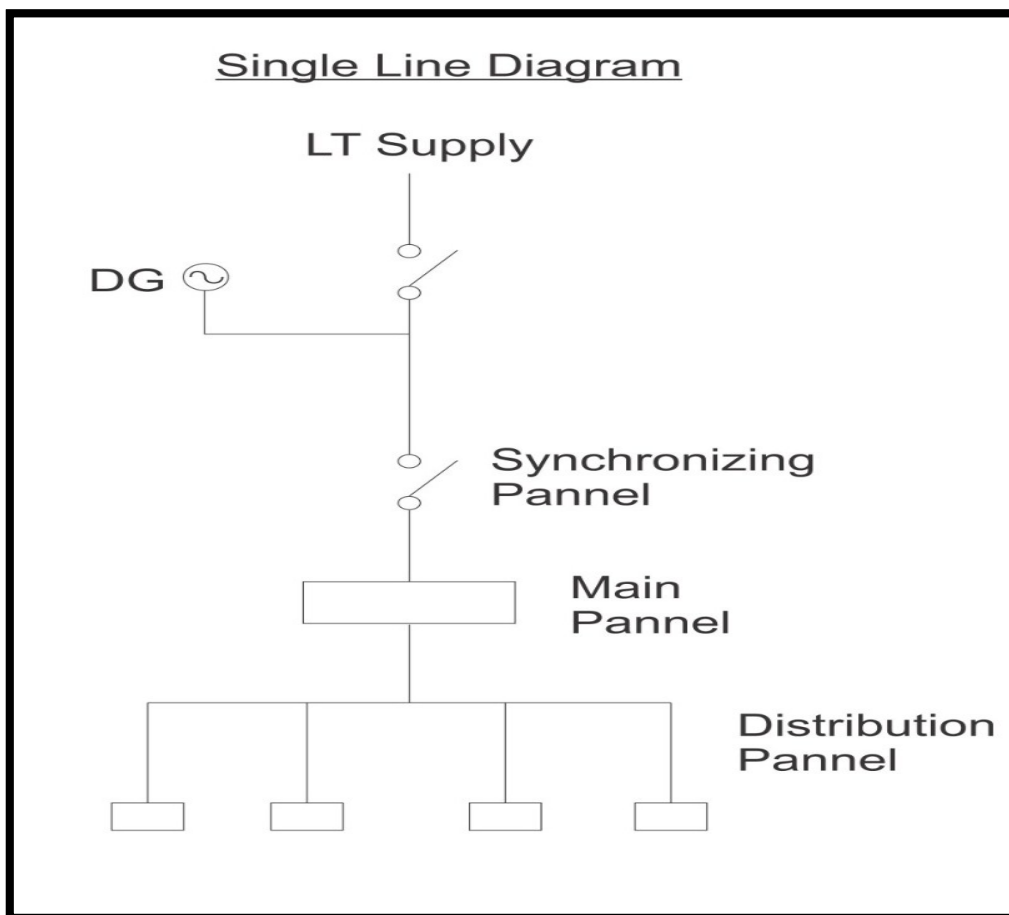 Single Line Diagram
LT Supply
DG
Synchronizing
Pannel
Main
Pannel
Distribution
Pannel